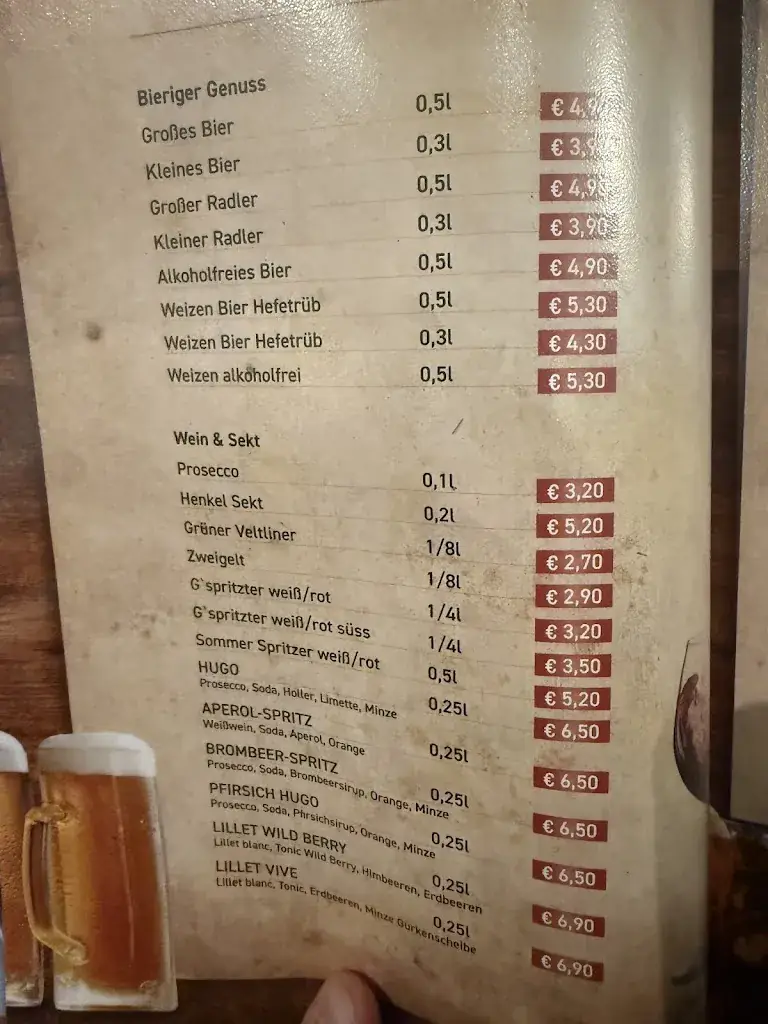 Bieriger Genuss
Großes Bier 0,5l € 4,90
Kleines Bier 0,3l € 3,90
Großer Radler 0,5l € 4,90
Kleiner Radler 0,3l € 3,90
Alkoholfreies Bier 0,5l € 4,90
Weizen Bier Hefetrüb 0,5l € 5,30
Weizen Bier Hefetrüb 0,3l € 4,30
Weizen alkoholfrei 0,5l € 5,30
Wein & Sekt
Prosecco 0,1l € 3,20
Henkel Sekt 0,2l € 5,20
Grüner Veltliner 1/8l € 2,70
Zweigelt 1/8l € 2,90
G`spritzter weiß/rot 1/4l € 3,20
G`spritzter weiß/rot süss 1/4l € 3,50
Sommer Spritzer weiß/rot 0,5l € 5,20
HUGO 0,25l € 6,50
Prosecco, Soda, Holler, Limette, Minze
APEROL-SPRITZ 0,25l € 6,50
Weißwein, Soda, Aperol, Orange
BROMBEER-SPRITZ 0,25l € 6,50
Prosecco, Soda, Brombeersirup, Orange, Minze
PFIRSICH HUGO 0,25l € 6,50
Prosecco, Soda, Pfirsichsirup, Orange, Minze
LILLET WILD BERRY 0,25l € 6,90
Lillet blanc, Tonic Wild Berry, Himbeeren, Erdbeeren
LILLET VIVE 0,25l € 6,90
Lillet blanc, Tonic, Erdbeeren, Minze Gurkenscheibe